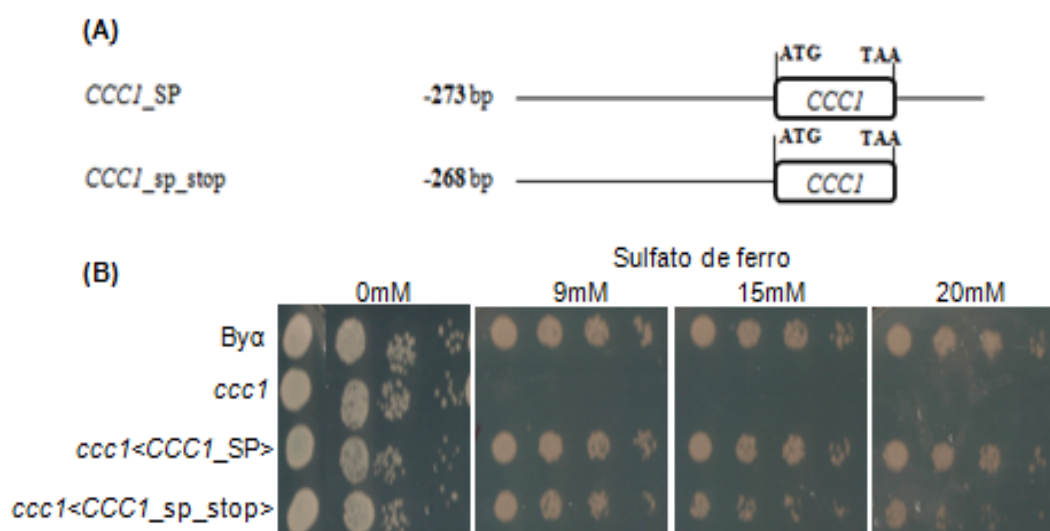 (A)
ATG TAA
CCC1_SP -273 bp CCC1
ATG TAA
CCC1_sp_stop -268 bp CCC1
(B)
Sulfato de ferro
0mM 9mM 15mM 20mM
Byα
ccc1
ccc1<CCC1_SP>
ccc1<CCC1_sp_stop>